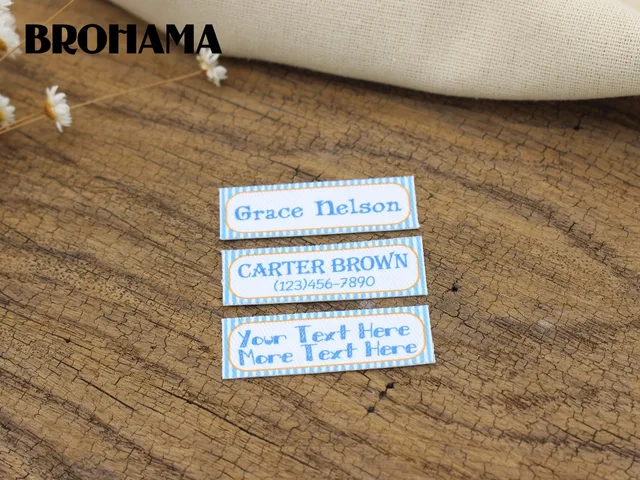 BROHAMA
Grace Nelson
CARTER BROWN
(123)456-7890
Your Text Here
More Text Here